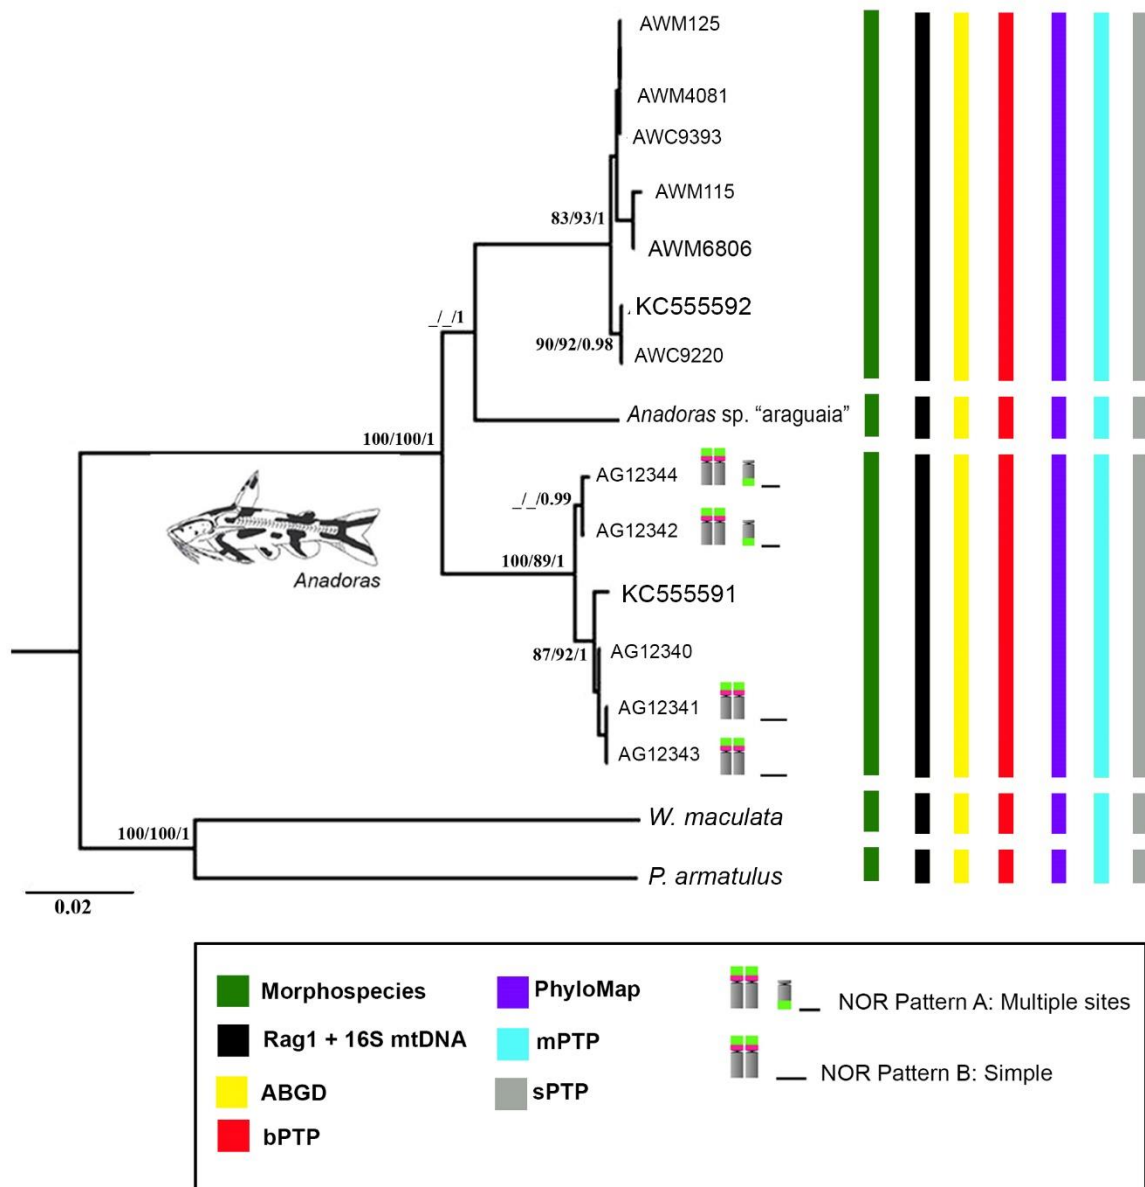 AWM125
AWM4081
AWC9393
AWM115
83/93/1
AWM6806
KC555592
_/_/1
90/92/0.98
AWC9220
Anadoras sp. “araguaia”
100/100/1
AG12344
_/_/0.99
AG12342
100/89/1
Anadoras
KC555591
87/92/1
AG12340
AG12341
AG12343
W. maculata
100/100/1
P. armatulus
0.02
Morphospecies
Rag1 + 16S mtDNA
ABGD
bPTP
PhyloMap
mPTP
sPTP
NOR Pattern A: Multiple sites
NOR Pattern B: Simple